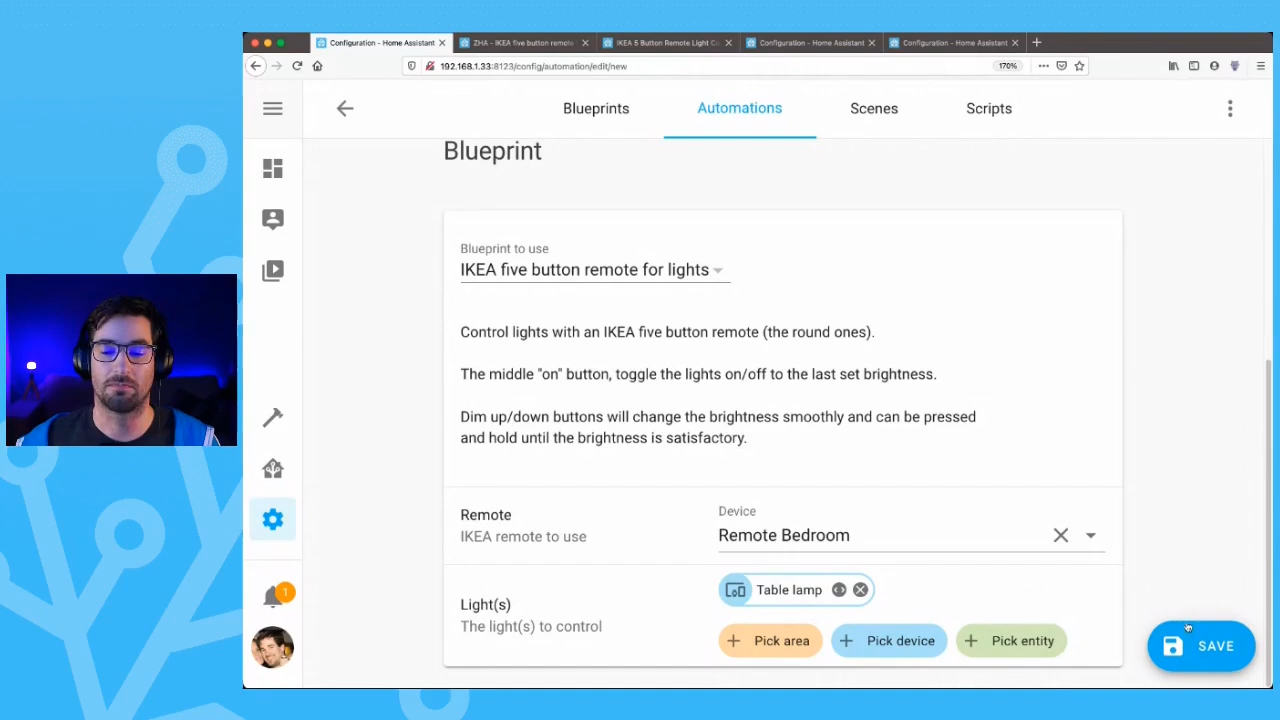 Configuration - Home Assistant
ZHA - IKEA five button remote
IKEA 5 Button Remote Light C
Configuration - Home Assistant
Configuration - Home Assistant
192.168.1.33:8123/config/automation/edit/new
170%
Blueprints
Automations
Scenes
Scripts
Blueprint
Blueprint to use
IKEA five button remote for lights
Control lights with an IKEA five button remote (the round ones).
The middle "on" button, toggle the lights on/off to the last set brightness.
Dim up/down buttons will change the brightness smoothly and can be pressed
and hold until the brightness is satisfactory.
Remote
IKEA remote to use
Device
Remote Bedroom
Light(s)
The light(s) to control
Table lamp
Pick area
Pick device
Pick entity
1
SAVE